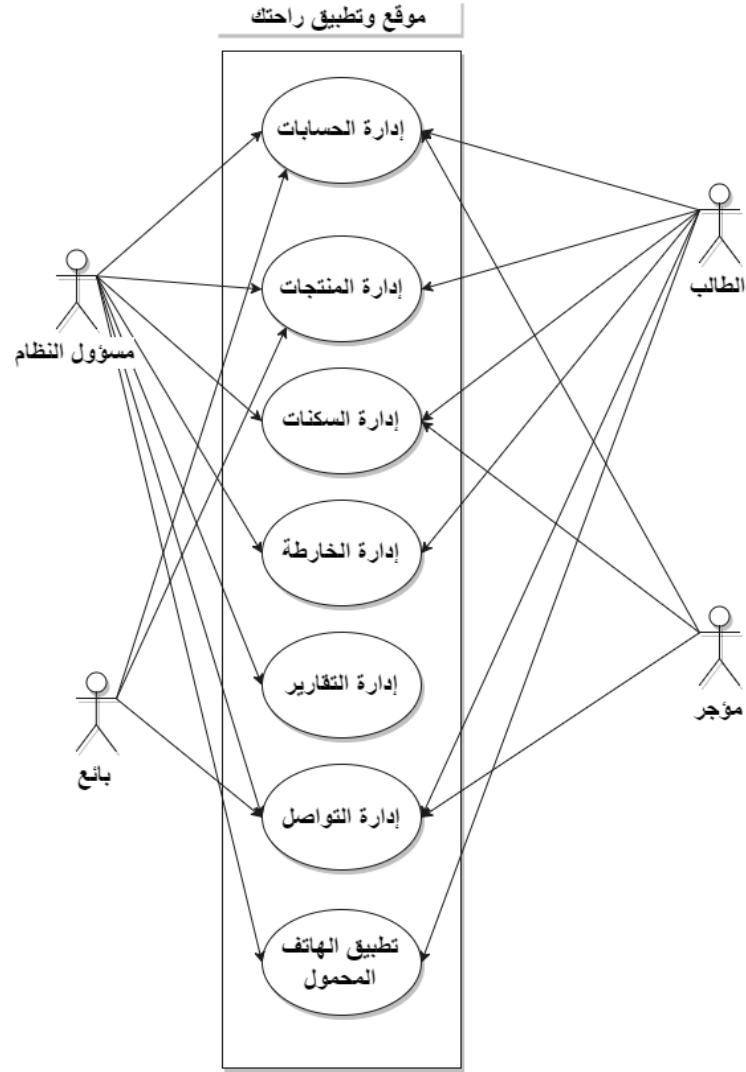 موقع وتطبيق راحتك
إدارة الحسابات
الطالب
إدارة المنتجات
مسؤول النظام
إدارة السكنات
إدارة الخارطة
إدارة التقارير
مؤجر
بائع
إدارة التواصل
تطبيق الهاتف
المحمول